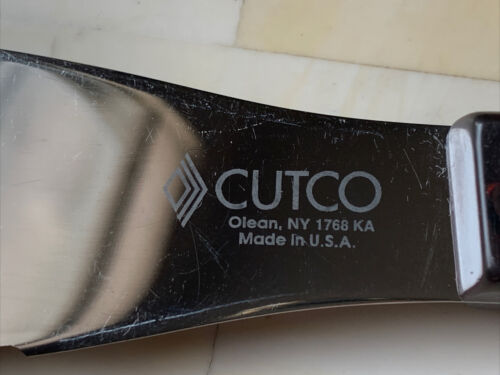 CUTCO
Olean, NY 1768 KA
Made in U.S.A.